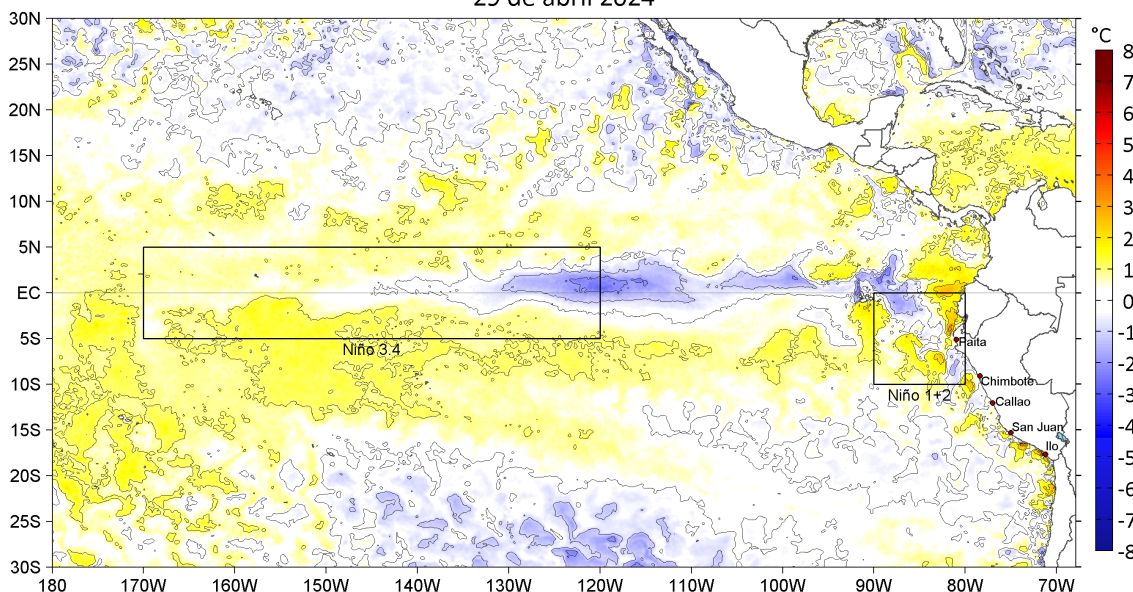 29 de abril 2024
°C
30N
25N
20N
15N
10N
5N
EC
5S
10S
15S
20S
25S
30S
Niño 3.4
Niño 1+2
Paita
Chimbote
Callao
San Juan
Ilo
180
170W
160W
150W
140W
130W
120W
110W
100W
90W
80W
70W
8
7
6
5
4
3
2
1
0
-1
-2
-3
-4
-5
-6
-7
-8